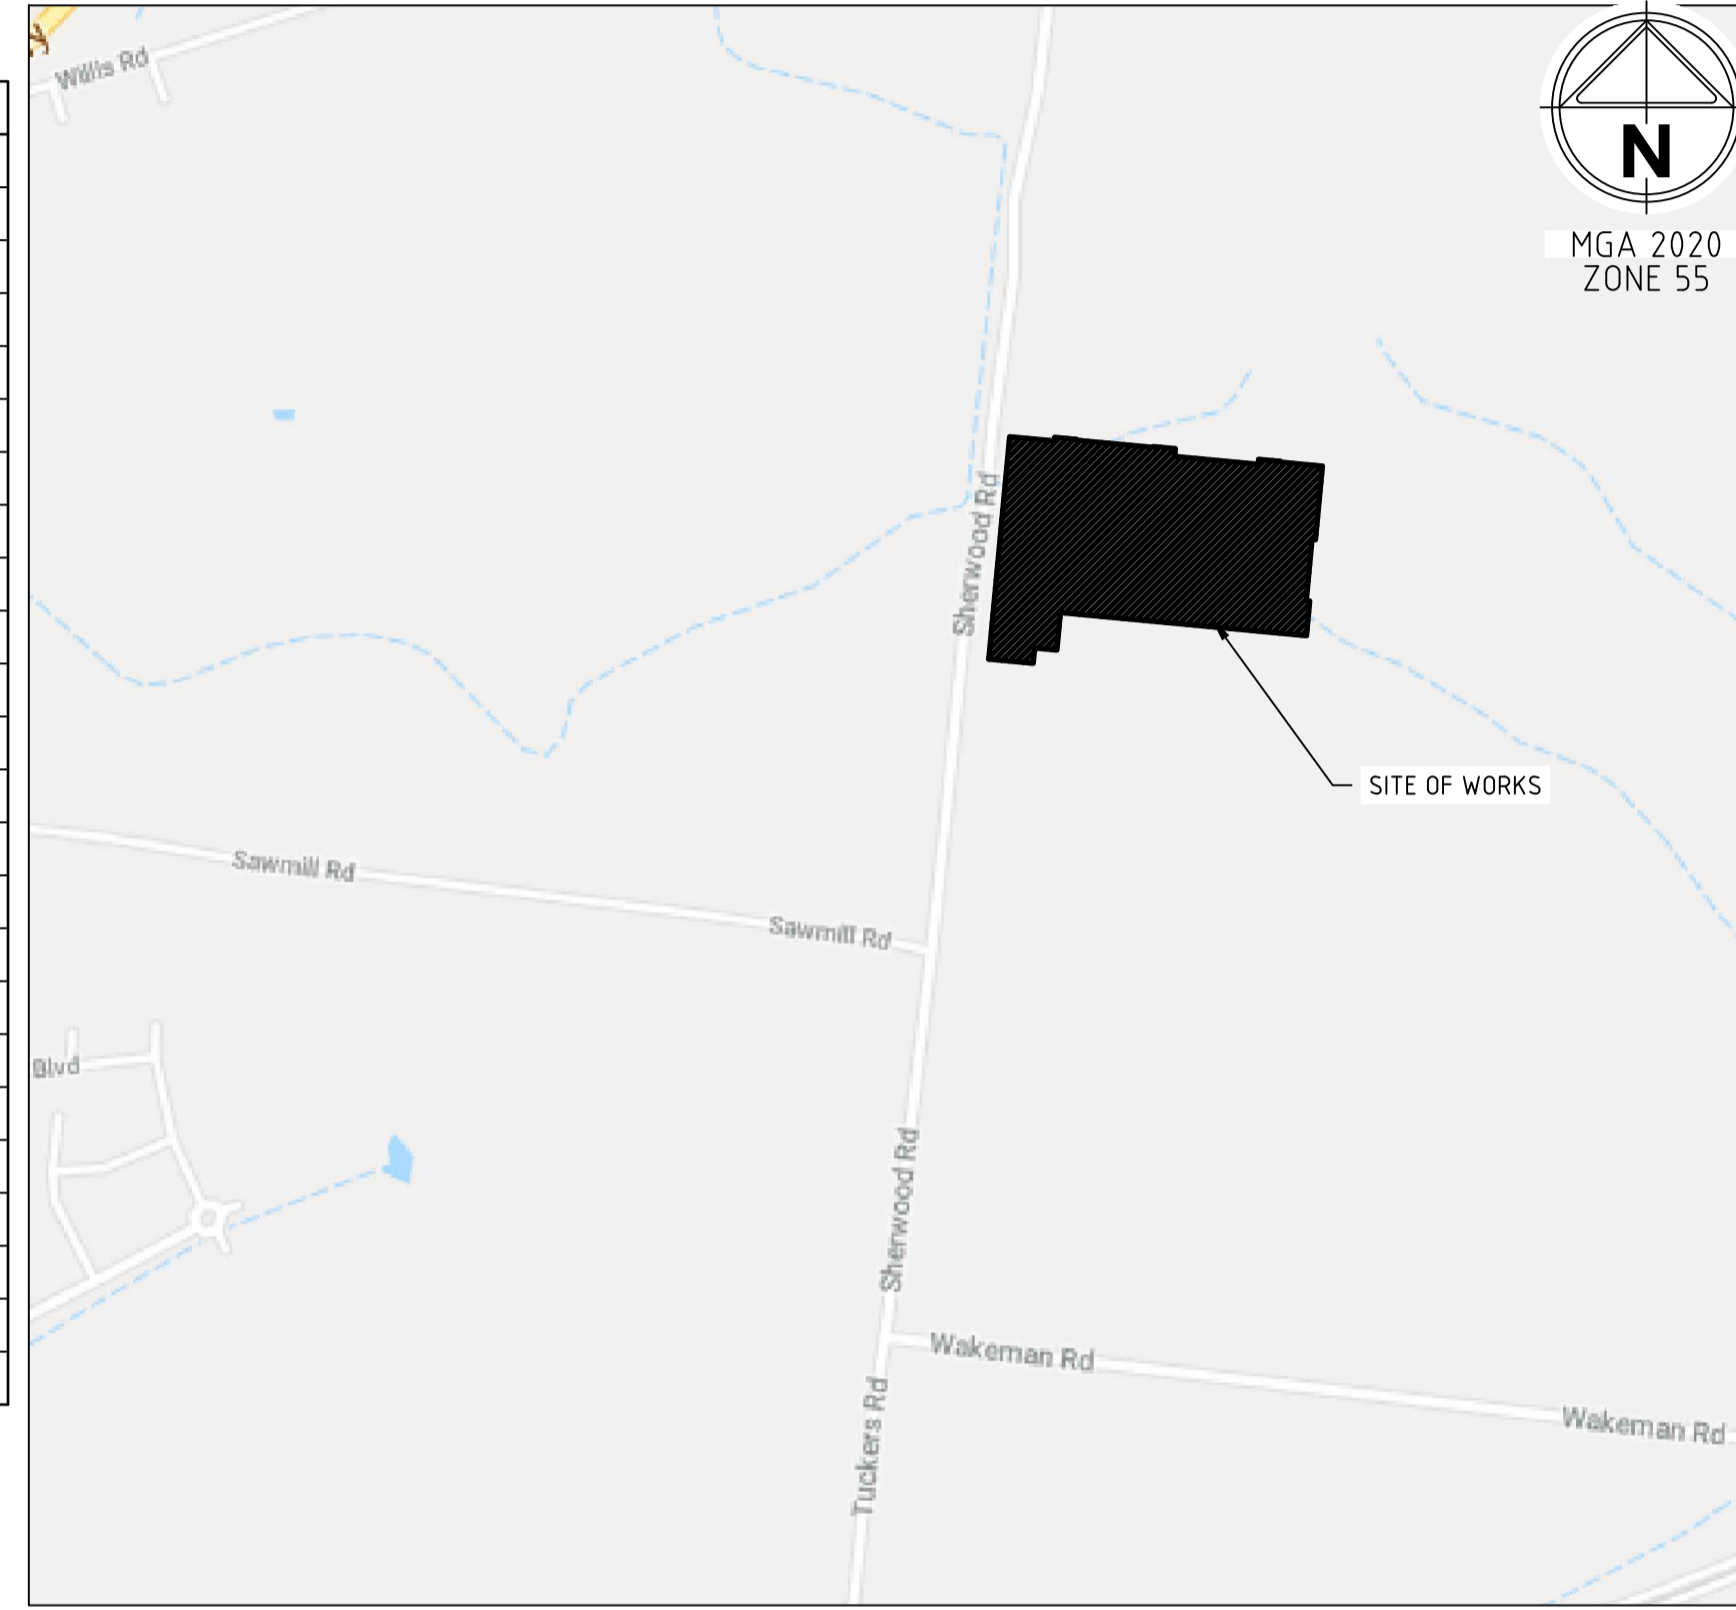 Willis Rd
N
MGA 2020
ZONE 55
Sherwood Rd
SITE OF WORKS
Sawmill Rd
Sawmill Rd
Blvd
Sherwood Rd
Wakeman Rd
Tuckers Rd
Wakeman Rd